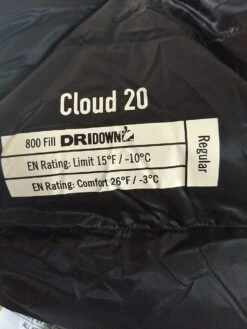 Cloud 20
800 Fill DRIDOWN
EN Rating: Limit 15°F / -10°C
EN Rating: Comfort 26°F / -3°C
Regular